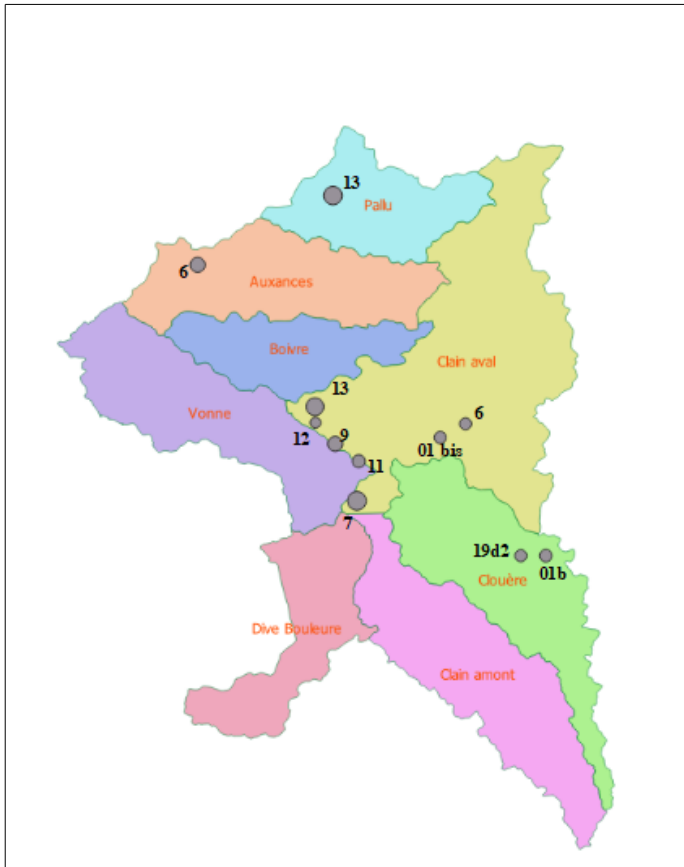 13
Pallu
6
Auxances
Boivre
Clain aval
13
Vonne
6
12
9
01 bis
11
7
19d2
01b
Clouère
Dive Bouleure
Clain amont